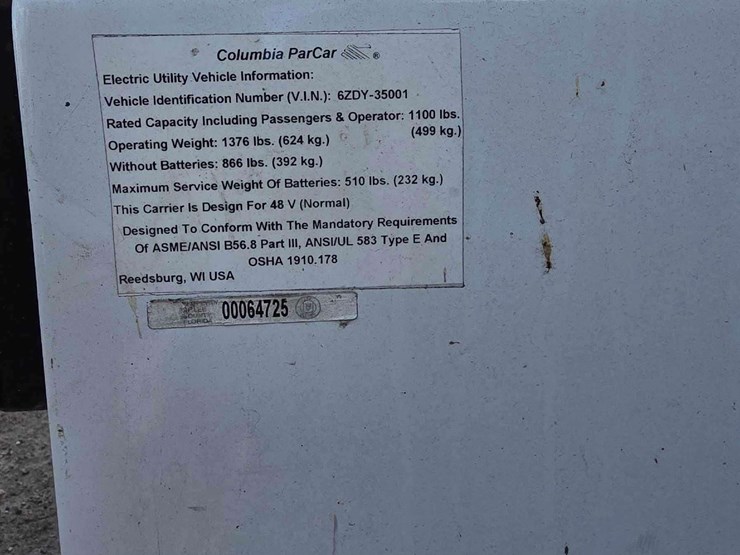 Columbia ParCar ®
Electric Utility Vehicle Information:
Vehicle Identification Number (V.I.N.): 6ZDY-35001
Rated Capacity Including Passengers & Operator: 1100 lbs.
(499 kg.)
Operating Weight: 1376 lbs. (624 kg.)
Without Batteries: 866 lbs. (392 kg.)
Maximum Service Weight Of Batteries: 510 lbs. (232 kg.)
This Carrier Is Design For 48 V (Normal)
Designed To Conform With The Mandatory Requirements
Of ASME/ANSI B56.8 Part III, ANSI/UL 583 Type E And
OSHA 1910.178
Reedsburg, WI USA
00064725